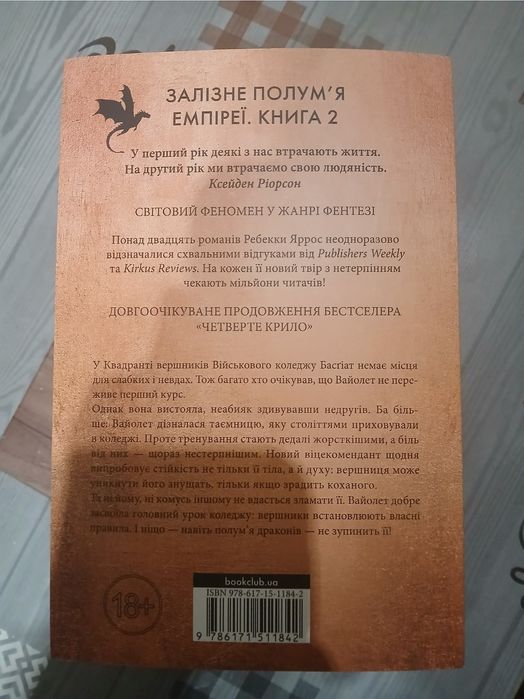 ЗАЛІЗНЕ ПОЛУМ’Я
ЕМПІРЕЇ. КНИГА 2
У перший рік деякі з нас втрачають життя.
На другий рік ми втрачаємо свою людяність.
Ксейден Ріорсон
СВІТОВИЙ ФЕНОМЕН У ЖАНРІ ФЕНТЕЗІ
Понад двадцять романів Ребекки Яррос неодноразово
відзначалися схвальними відгуками від Publishers Weekly
та Kirkus Reviews. На кожен її новий твір з нетерпінням
чекають мільйони читачів!
ДОВГООЧІКУВАНЕ ПРОДОВЖЕННЯ БЕСТСЕЛЕРА
«ЧЕТВЕРТЕ КРИЛО»
У Квадранті вершників Військового коледжу Басґіат немає місця
для слабких і невдах. Тож багато хто очікував, що Вайолет не пере-
живе перший курс.
Однак вона вистояла, неабияк здивувавши недругів. Ба біль-
ше: Вайолет дізналася таємницю, яку століттями приховували
в коледжі. Проте тренування стають дедалі жорсткішими, а біль
від них — щораз нестерпнішим. Новий віцекомендант щодня
випробовує стійкість не тільки її тіла, а й духу: вершниця може
уникнути його знущань, тільки якщо зрадить коханого.
Та ні йому, ні комусь іншому не вдасться зламати її. Вайолет добре
засвоїла головний урок коледжу: вершники встановлюють власні
правила. І ніщо — навіть полум’я драконів — не зупинить її!
18+
bookclub.ua
ISBN 978-617-15-1184-2
9 786171 511842